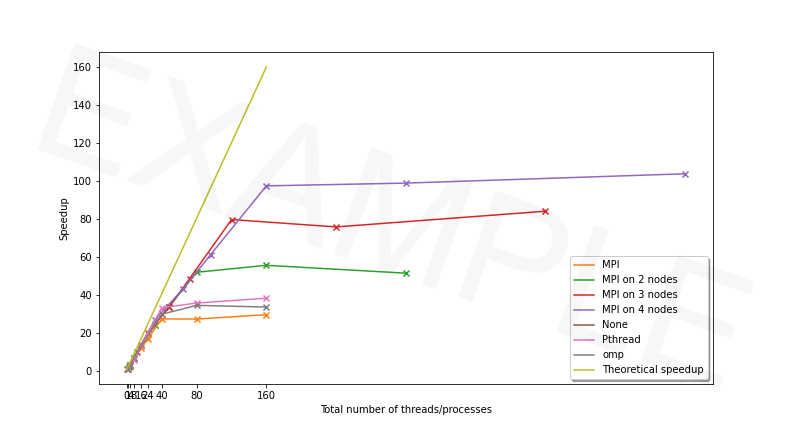 EXAMPLE
160
140
120
100
80
60
40
20
0
Speedup
0 4 8 16 24 40 80 160
Total number of threads/processes
MPI
MPI on 2 nodes
MPI on 3 nodes
MPI on 4 nodes
None
Pthread
omp
Theoretical speedup